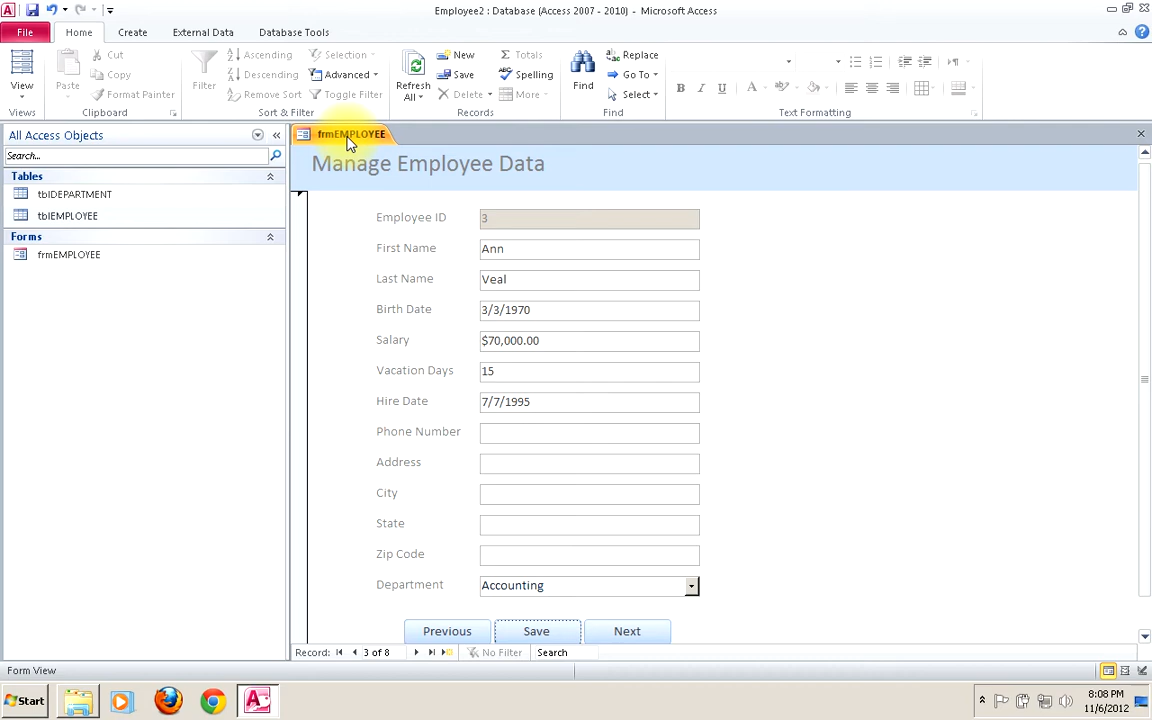 Employee2 : Database (Access 2007 - 2010) - Microsoft Access
File Home Create External Data Database Tools
View
Paste
Cut
Copy
Format Painter
Filter
Ascending
Descending
Remove Sort
Selection
Advanced
Toggle Filter
Refresh All
New
Save
Delete
Totals
Spelling
More
Find
Replace
Go To
Select
B I U A
Views Clipboard Sort & Filter Records Find Text Formatting
All Access Objects
Search...
Tables
tblDEPARTMENT
tblEMPLOYEE
Forms
frmEMPLOYEE
frmEMPLOYEE
Manage Employee Data
Employee ID 3
First Name Ann
Last Name Veal
Birth Date 3/3/1970
Salary $70,000.00
Vacation Days 15
Hire Date 7/7/1995
Phone Number
Address
City
State
Zip Code
Department Accounting
Previous Save Next
Record: 3 of 8 No Filter Search
Form View
Start
8:08 PM
11/6/2012